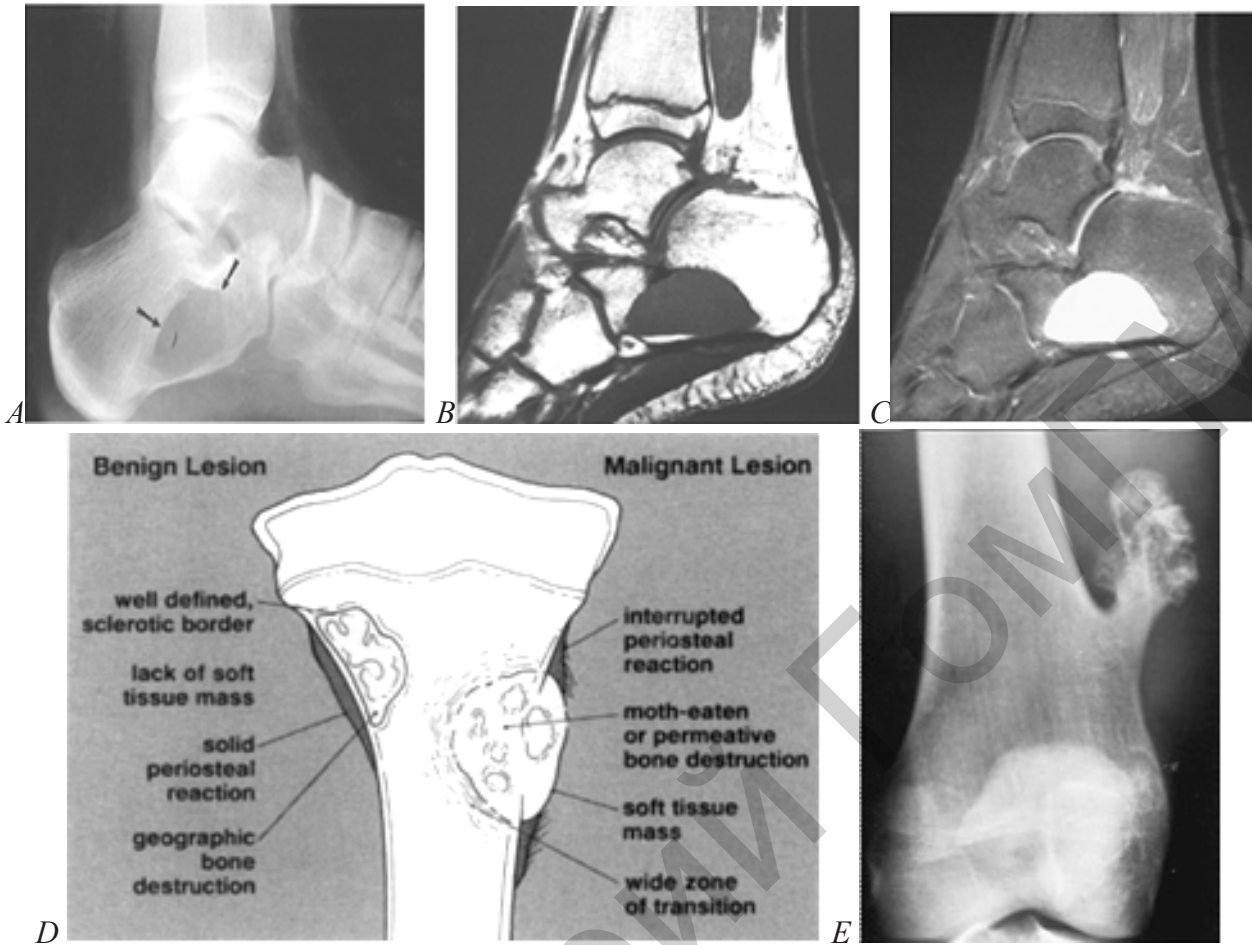 A
B
C
Benign Lesion
Malignant Lesion
well defined,
sclerotic border
lack of soft
tissue mass
solid
periosteal
reaction
geographic
bone
destruction
interrupted
periosteal
reaction
moth-eaten
or permeative
bone destruction
soft tissue
mass
wide zone
of transition
D
E